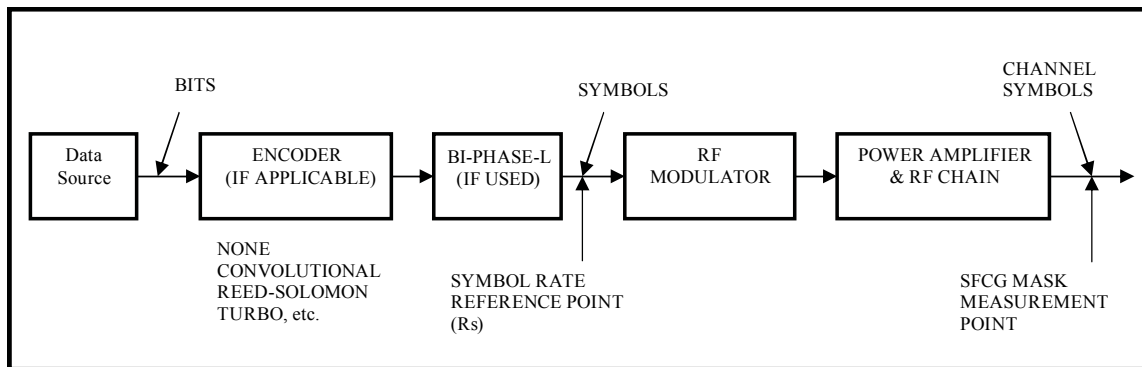 BITS
SYMBOLS
CHANNEL
SYMBOLS
Data
Source
ENCODER
(IF APPLICABLE)
BI-PHASE-L
(IF USED)
RF
MODULATOR
POWER AMPLIFIER
& RF CHAIN
NONE
CONVOLUTIONAL
REED-SOLOMON
TURBO, etc.
SYMBOL RATE
REFERENCE POINT
(Rs)
SFCG MASK
MEASUREMENT
POINT